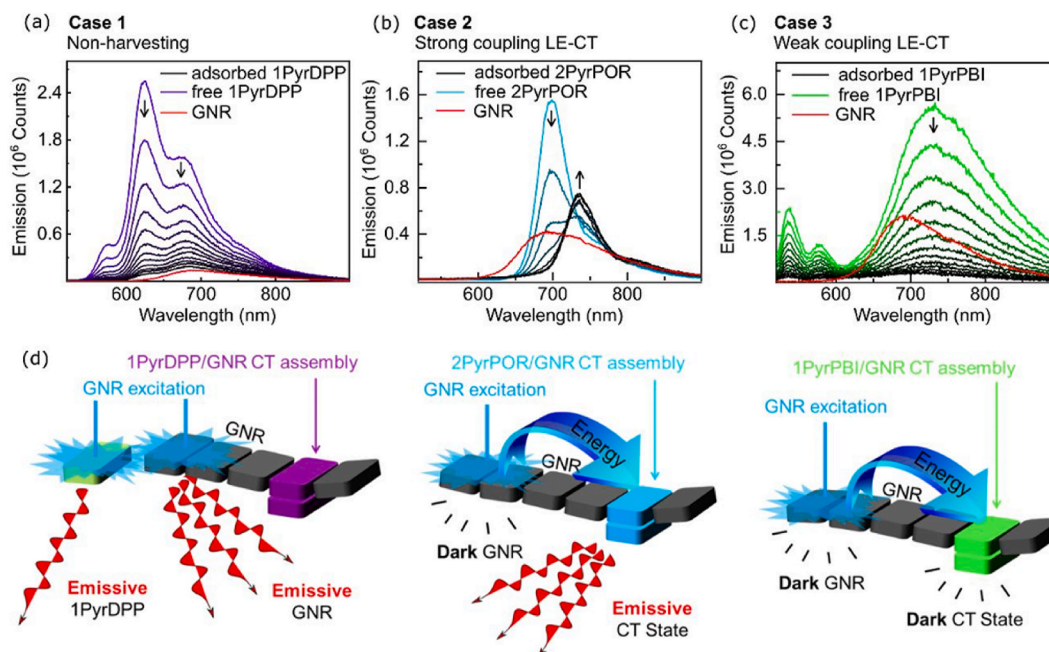 (a) Case 1
Non-harvesting
Emission (10⁶ Counts)
2.4
1.8
1.2
0.6
adsorbed 1PyrDPP
free 1PyrDPP
GNR
600 700 800
Wavelength (nm)
(b) Case 2
Strong coupling LE-CT
Emission (10⁶ Counts)
1.6
1.2
0.8
0.4
adsorbed 2PyrPOR
free 2PyrPOR
GNR
600 700 800
Wavelength (nm)
(c) Case 3
Weak coupling LE-CT
Emission (10⁶ Counts)
6.0
4.5
3.0
1.5
adsorbed 1PyrPBI
free 1PyrPBI
GNR
600 700 800
Wavelength (nm)
(d)
1PyrDPP/GNR CT assembly
GNR excitation
GNR
Emissive
1PyrDPP
Emissive
GNR
2PyrPOR/GNR CT assembly
GNR excitation
Energy
GNR
Dark GNR
Emissive
CT State
1PyrPBI/GNR CT assembly
GNR excitation
Energy
GNR
Dark GNR
Dark CT State